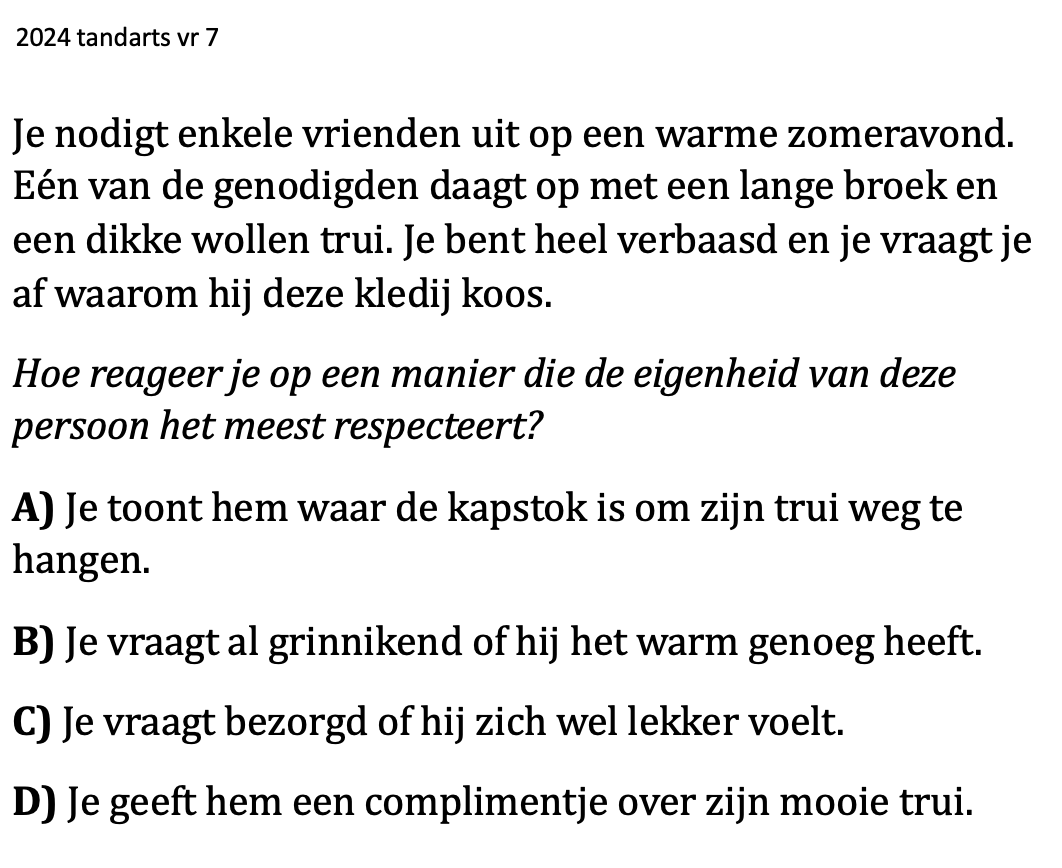 2024 tandarts vr 7
Je nodigt enkele vrienden uit op een warme zomeravond.
Eén van de genodigden daagt op met een lange broek en
een dikke wollen trui. Je bent heel verbaasd en je vraagt je
af waarom hij deze kledij koos.
Hoe reageer je op een manier die de eigenheid van deze
persoon het meest respecteert?
A) Je toont hem waar de kapstok is om zijn trui weg te
hangen.
B) Je vraagt al grinnikend of hij het warm genoeg heeft.
C) Je vraagt bezorgd of hij zich wel lekker voelt.
D) Je geeft hem een complimentje over zijn mooie trui.